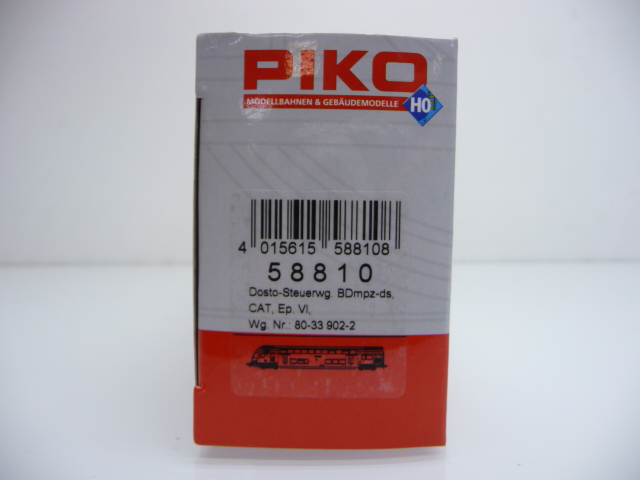 PIKO
MODELLBAHNEN & GEBÄUDEMODELLE
H0
4 015615 588108
58810
Dosto-Steuerwg. BDmpz-ds,
CAT, Ep. VI,
Wg. Nr.: 80-33 902-2